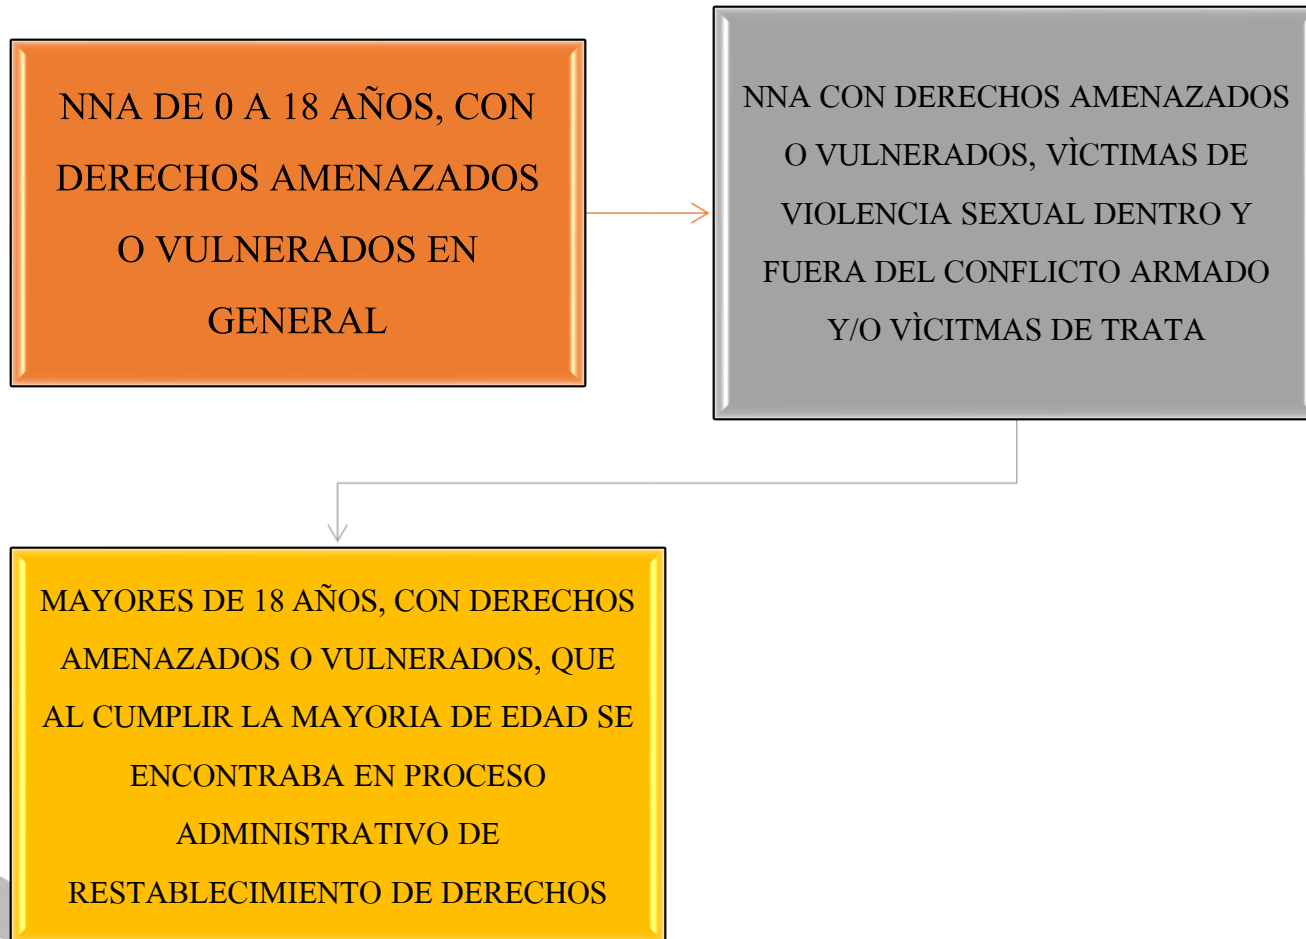 NNA DE 0 A 18 AÑOS, CON
DERECHOS AMENAZADOS
O VULNERADOS EN
GENERAL
NNA CON DERECHOS AMENAZADOS
O VULNERADOS, VÌCTIMAS DE
VIOLENCIA SEXUAL DENTRO Y
FUERA DEL CONFLICTO ARMADO
Y/O VÌCITMAS DE TRATA
MAYORES DE 18 AÑOS, CON DERECHOS
AMENAZADOS O VULNERADOS, QUE
AL CUMPLIR LA MAYORIA DE EDAD SE
ENCONTRABA EN PROCESO
ADMINISTRATIVO DE
RESTABLECIMIENTO DE DERECHOS